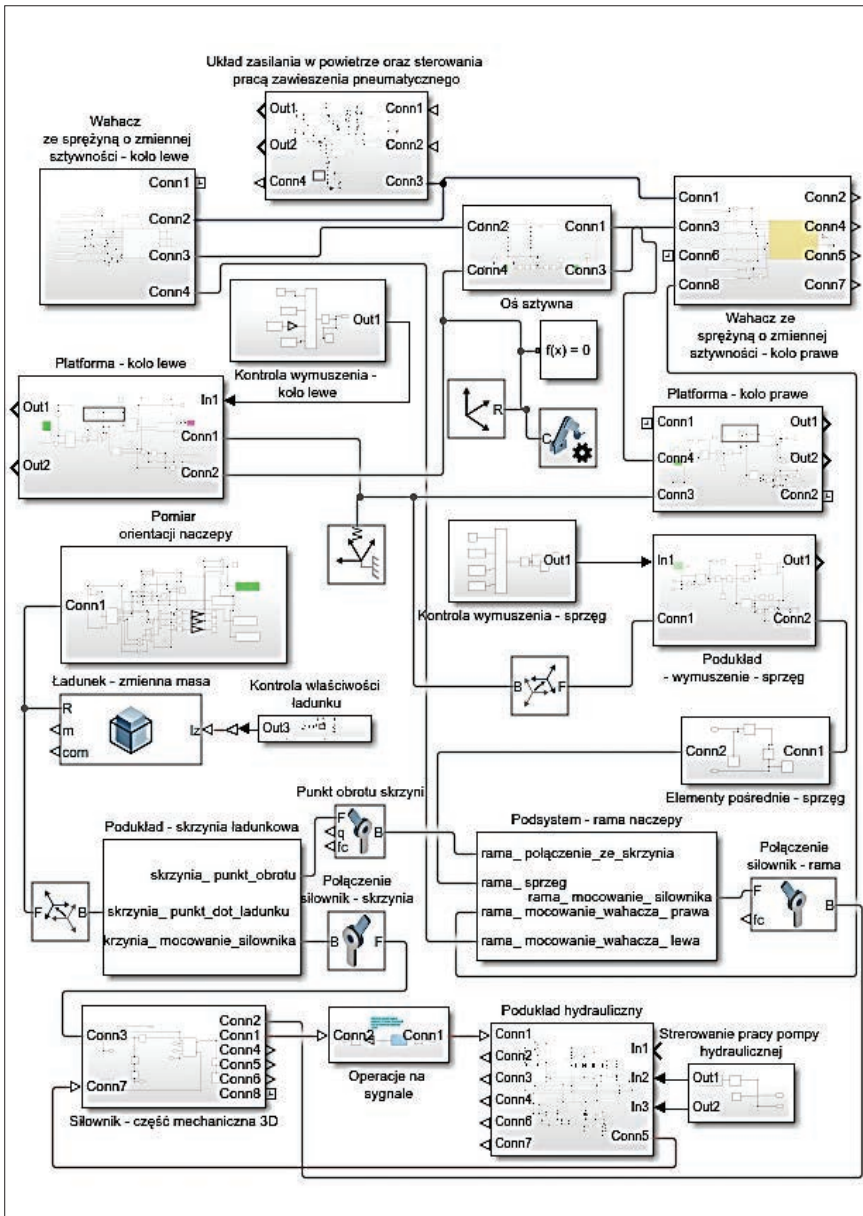 Układ zasilania w powietrze oraz sterowania
pracą zawieszenia pneumatycznego
Out1
Conn1
Out2
Conn2
Conn4
Conn3
Wahacz
ze sprężyną o zmiennej
sztywności - koło lewe
Conn1
Conn2
Conn3
Conn4
Conn2
Conn1
Conn4
Conn3
Oś sztywna
Conn1
Conn2
Conn3
Conn4
Conn6
Conn5
Conn8
Conn7
Wahacz ze
sprężyną o zmiennej
sztywności - koło prawe
Out1
Kontrola wymuszenia -
koło lewe
f(x) = 0
R
C
Platforma - koło lewe
Out1
In1
Conn1
Out2
Conn2
Platforma - koło prawe
Conn1
Out1
Conn4
Out2
Conn3
Conn2
Pomiar
orientacji naczepy
Conn1
Out1
Kontrola wymuszenia - sprzęg
In1
Out1
Conn1
Conn2
Podukład
- wymuszenie - sprzęg
B
F
Ładunek - zmienna masa
R
m
com
Iz
Kontrola właściwości
ładunku
Out3
Conn2
Conn1
Elementy pośrednie - sprzęg
Punkt obrotu skrzyni
F
q
fc
B
Podukład - skrzynia ładunkowa
skrzynia_ punkt_obrotu
skrzynia_ punkt_dot_ladunku
krzynia_ mocowanie_silownika
F
B
Połączenie
siłownik - skrzynia
B
F
Podsystem - rama naczepy
rama_ połączenie_ze_skrzynia
rama_ sprzeg
rama_ mocowanie_ silownika
rama_ mocowanie_wahacza_ prawa
rama_ mocowanie_wahacza_ lewa
Połączenie
siłownik - rama
F
fc
B
Conn3
Conn7
Conn2
Conn1
Conn4
Conn5
Conn6
Conn8
Siłownik - część mechaniczna 3D
Conn2
Conn1
Operacje na
sygnale
Podukład hydrauliczny
Conn1
Conn2
Conn3
Conn4
Conn6
Conn7
In1
In2
In3
Conn5
Strerowanie pracy pompy
hydraulicznej
Out1
Out2